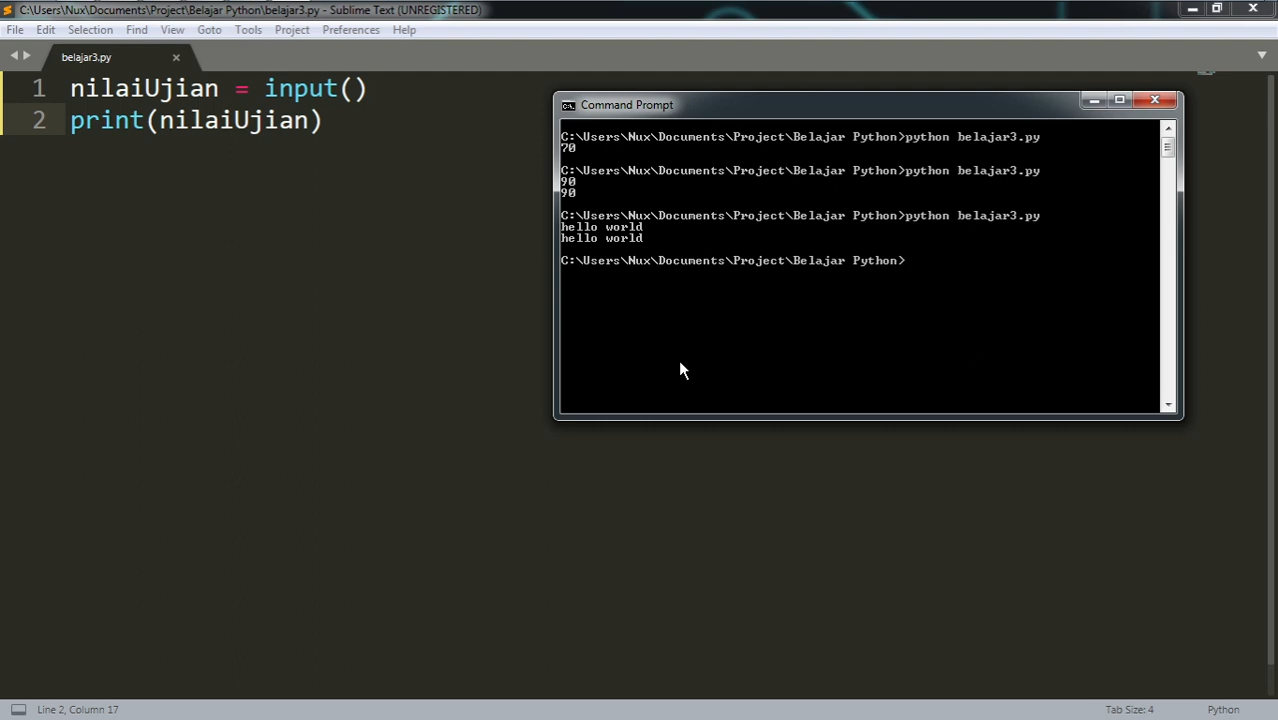 C:\Users\Nux\Documents\Project\Belajar Python\belajar3.py - Sublime Text (UNREGISTERED)
File Edit Selection Find View Goto Tools Project Preferences Help
belajar3.py
1 nilaiUjian = input()
2 print(nilaiUjian)
Command Prompt
C:\Users\Nux\Documents\Project\Belajar Python>python belajar3.py
70
C:\Users\Nux\Documents\Project\Belajar Python>python belajar3.py
90
90
C:\Users\Nux\Documents\Project\Belajar Python>python belajar3.py
hello world
hello world
C:\Users\Nux\Documents\Project\Belajar Python>
Line 2, Column 17
Tab Size: 4
Python